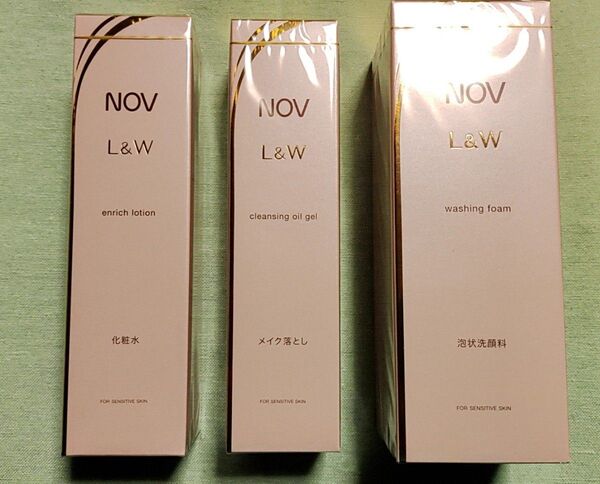 NOV
L&W
enrich lotion
化粧水
FOR SENSITIVE SKIN
NOV
L&W
cleansing oil gel
メイク落とし
FOR SENSITIVE SKIN
NOV
L&W
washing foam
泡状洗顔料
FOR SENSITIVE SKIN